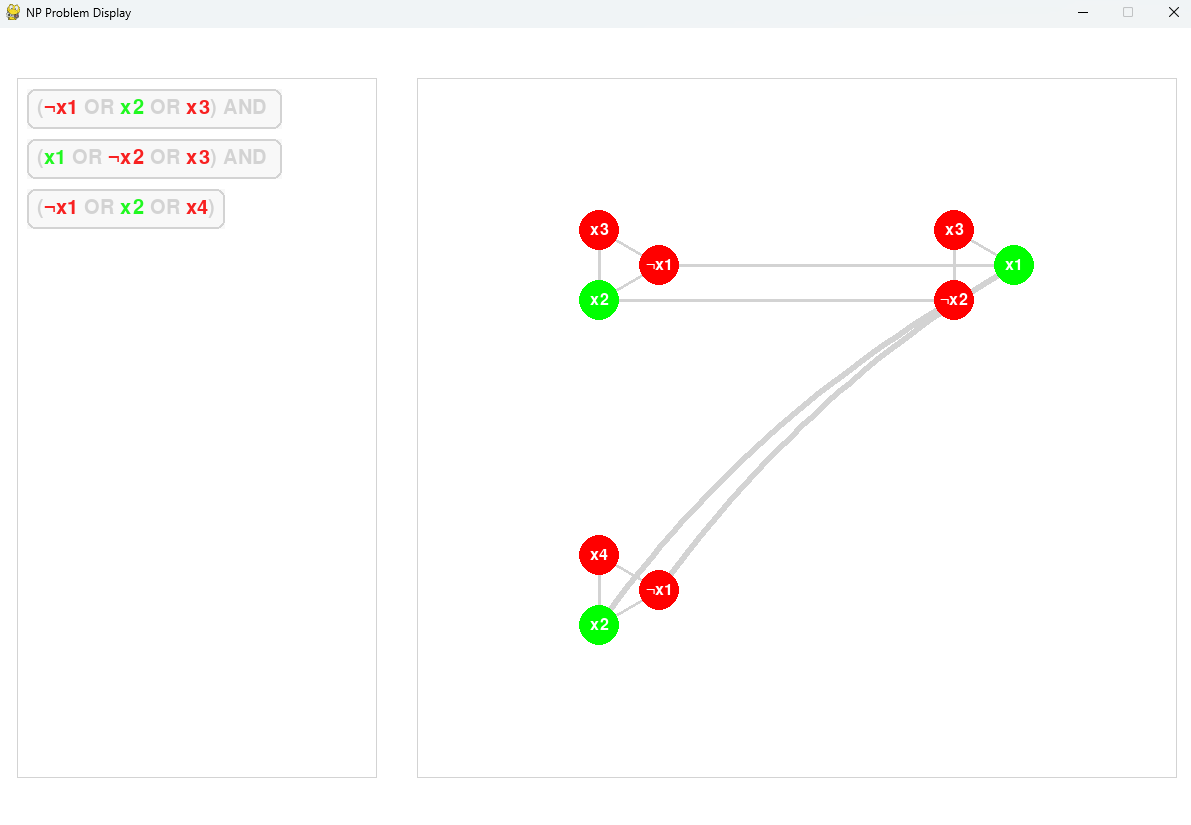 NP Problem Display
(¬x1 OR x2 OR x3) AND
(x1 OR ¬x2 OR x3) AND
(¬x1 OR x2 OR x4)
x3
¬x1
x2
x3
x1
¬x2
x4
¬x1
x2